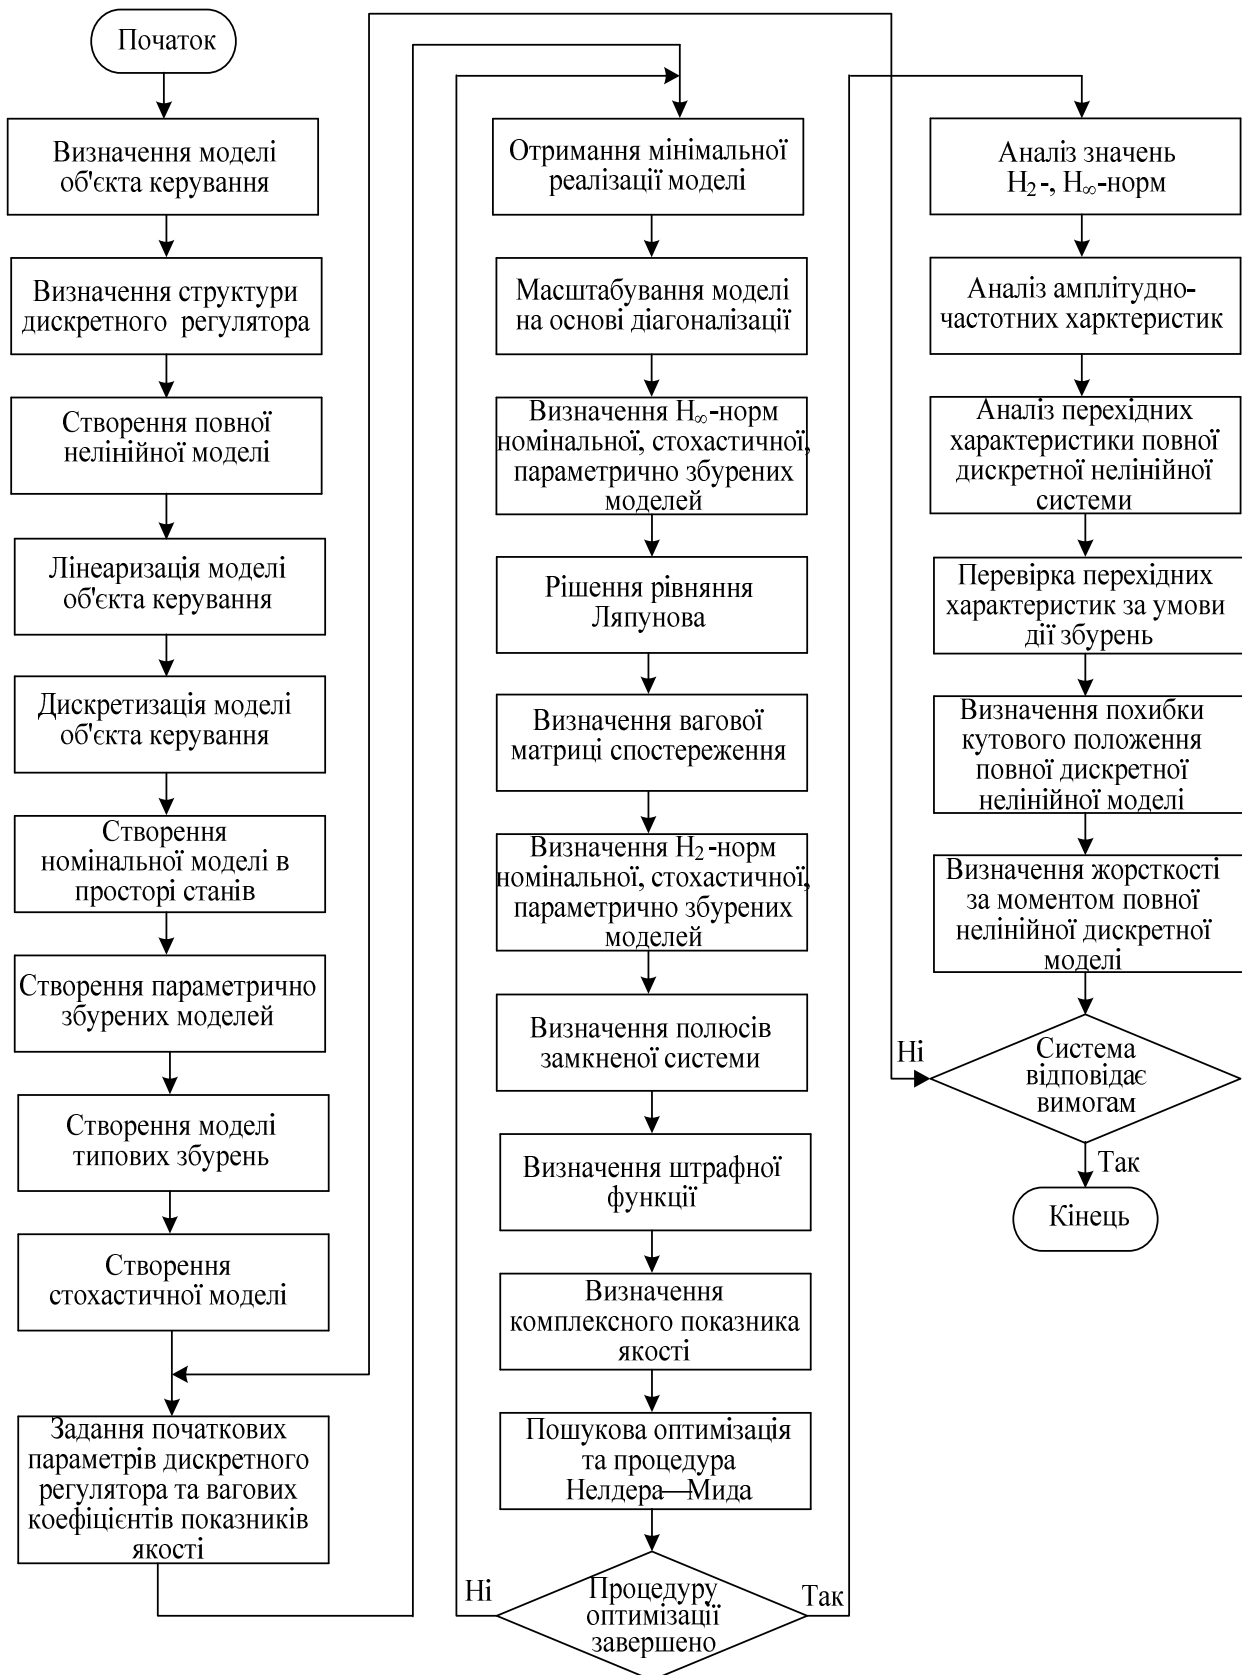 Початок
Визначення моделі
об'єкта керування
Визначення структури
дискретного регулятора
Створення повної
нелінійної моделі
Лінеаризація моделі
об'єкта керування
Дискретизація моделі
об'єкта керування
Створення
номінальної моделі в
просторі станів
Створення параметрично
збурених моделей
Створення моделі
типових збурень
Створення
стохастичної моделі
Задання початкових
параметрів дискретного
регулятора та вагових
коефіцієнтів показників
якості
Отримання мінімальної
реалізації моделі
Масштабування моделі
на основі діагоналізації
Визначення H∞-норм
номінальної, стохастичної,
параметрично збурених
моделей
Рішення рівняння
Ляпунова
Визначення вагової
матриці спостереження
Визначення H₂-норм
номінальної, стохастичної,
параметрично збурених
моделей
Визначення полюсів
замкненої системи
Визначення штрафної
функції
Визначення
комплексного показника
якості
Пошукова оптимізація
та процедура
Нелдера—Мида
Ні
Процедуру
оптимізації
завершено
Так
Аналіз значень
H₂-, H∞-норм
Аналіз амплітудно-
частотних харктеристик
Аналіз перехідних
характеристики повної
дискретної нелінійної
системи
Перевірка перехідних
характеристик за умови
дії збурень
Визначення похибки
кутового положення
повної дискретної
нелінійної моделі
Визначення жорсткості
за моментом повної
нелінійної дискретної
моделі
Ні
Система
відповідає
вимогам
Так
Кінець